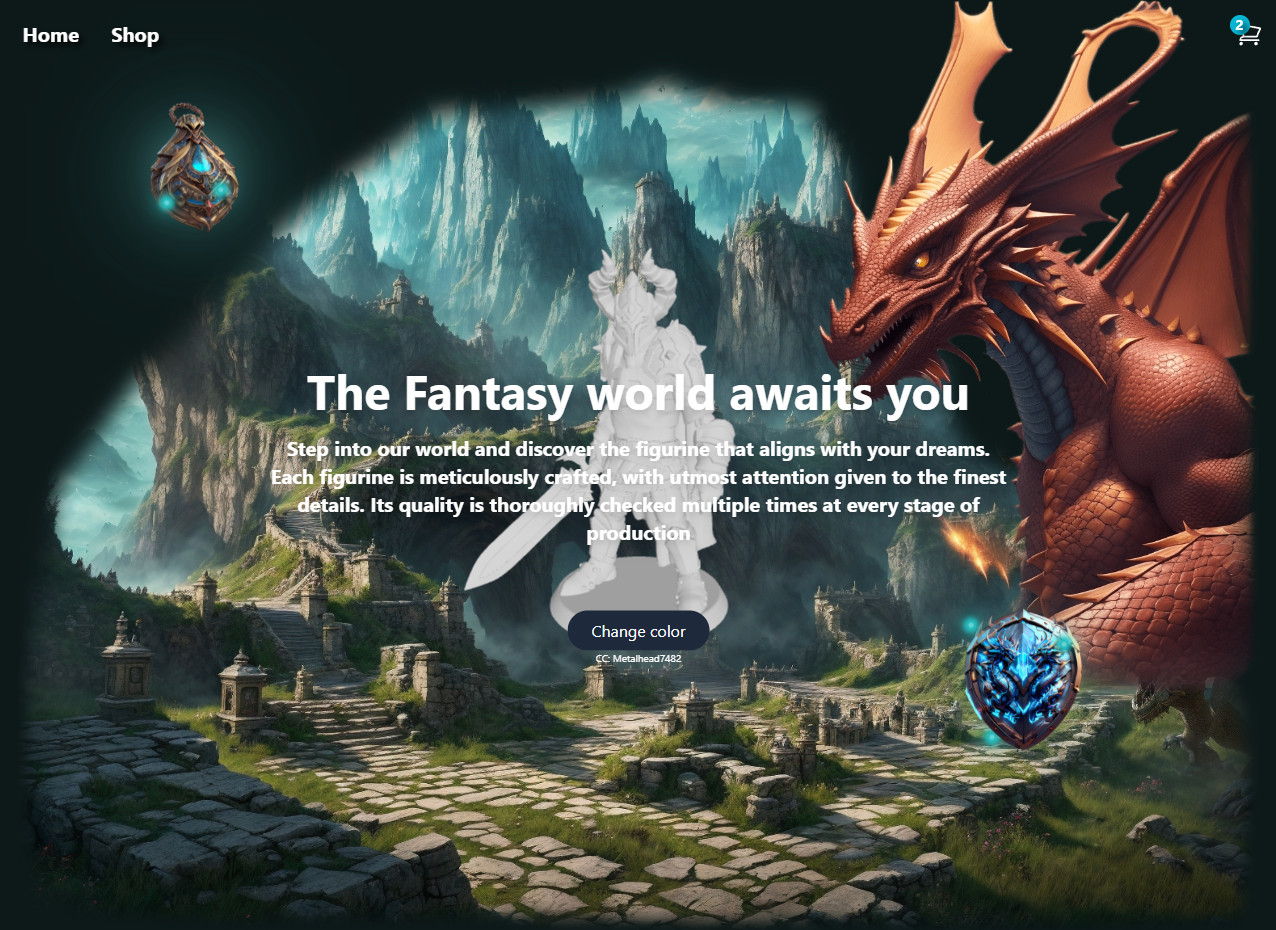 Home Shop 2
The Fantasy world awaits you
Step into our world and discover the figurine that aligns with your dreams.
Each figurine is meticulously crafted, with utmost attention given to the finest
details. Its quality is thoroughly checked multiple times at every stage of
production
Change color
CC: Metalhead7482